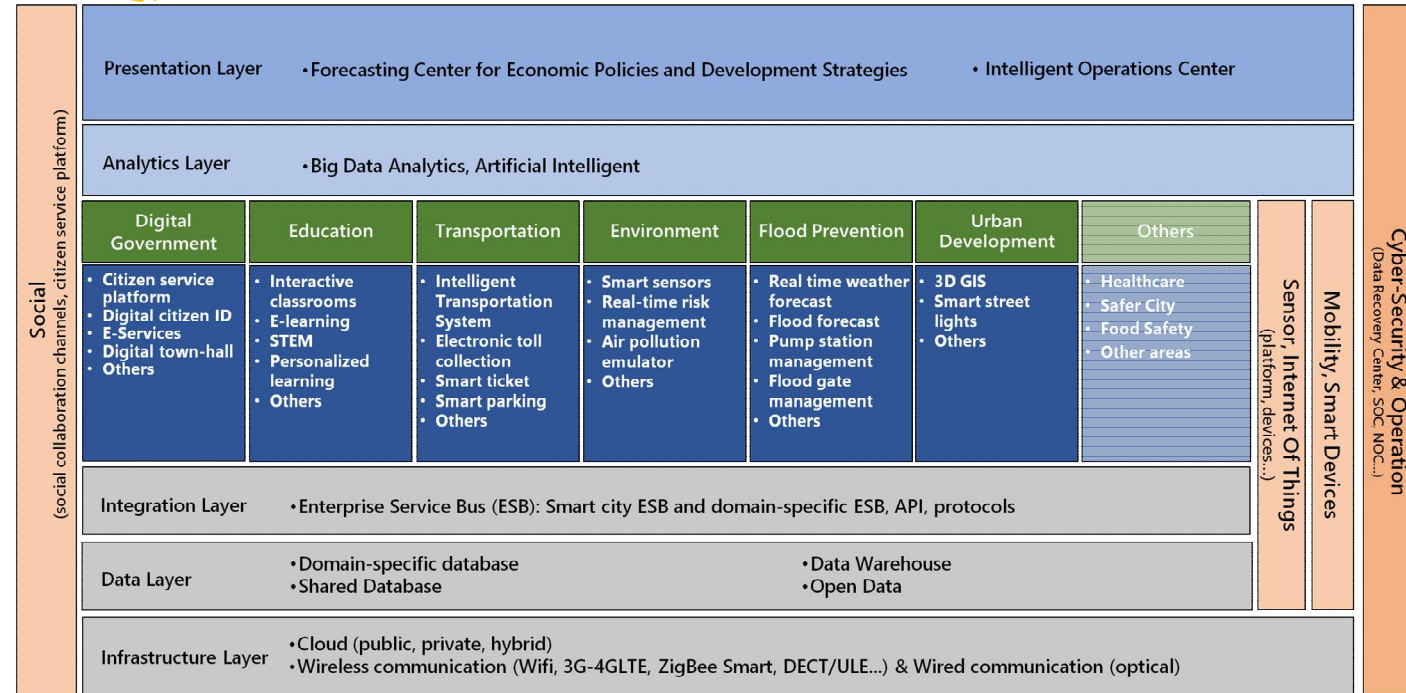 Social
(social collaboration channels, citizen service platform)
Presentation Layer
•Forecasting Center for Economic Policies and Development Strategies
• Intelligent Operations Center
Analytics Layer
•Big Data Analytics, Artificial Intelligent
Digital
Government
• Citizen service
platform
• Digital citizen ID
• E-Services
• Digital town-hall
• Others
Education
• Interactive
classrooms
• E-learning
• STEM
• Personalized
learning
• Others
Transportation
• Intelligent
Transportation
System
• Electronic toll
collection
• Smart ticket
• Smart parking
• Others
Environment
• Smart sensors
• Real-time risk
management
• Air pollution
emulator
• Others
Flood Prevention
• Real time weather
forecast
• Flood forecast
• Pump station
management
• Flood gate
management
• Others
Urban
Development
• 3D GIS
• Smart street
lights
• Others
Others
• Healthcare
• Safer City
• Food Safety
• Other areas
Sensor, Internet Of Things
(platform, devices...)
Mobility, Smart Devices
Cyber-Security & Operation
(Data Recovery Center, SOC, NOC...)
Integration Layer
•Enterprise Service Bus (ESB): Smart city ESB and domain-specific ESB, API, protocols
Data Layer
•Domain-specific database
•Shared Database
•Data Warehouse
•Open Data
Infrastructure Layer
•Cloud (public, private, hybrid)
•Wireless communication (Wifi, 3G-4GLTE, ZigBee Smart, DECT/ULE...) & Wired communication (optical)